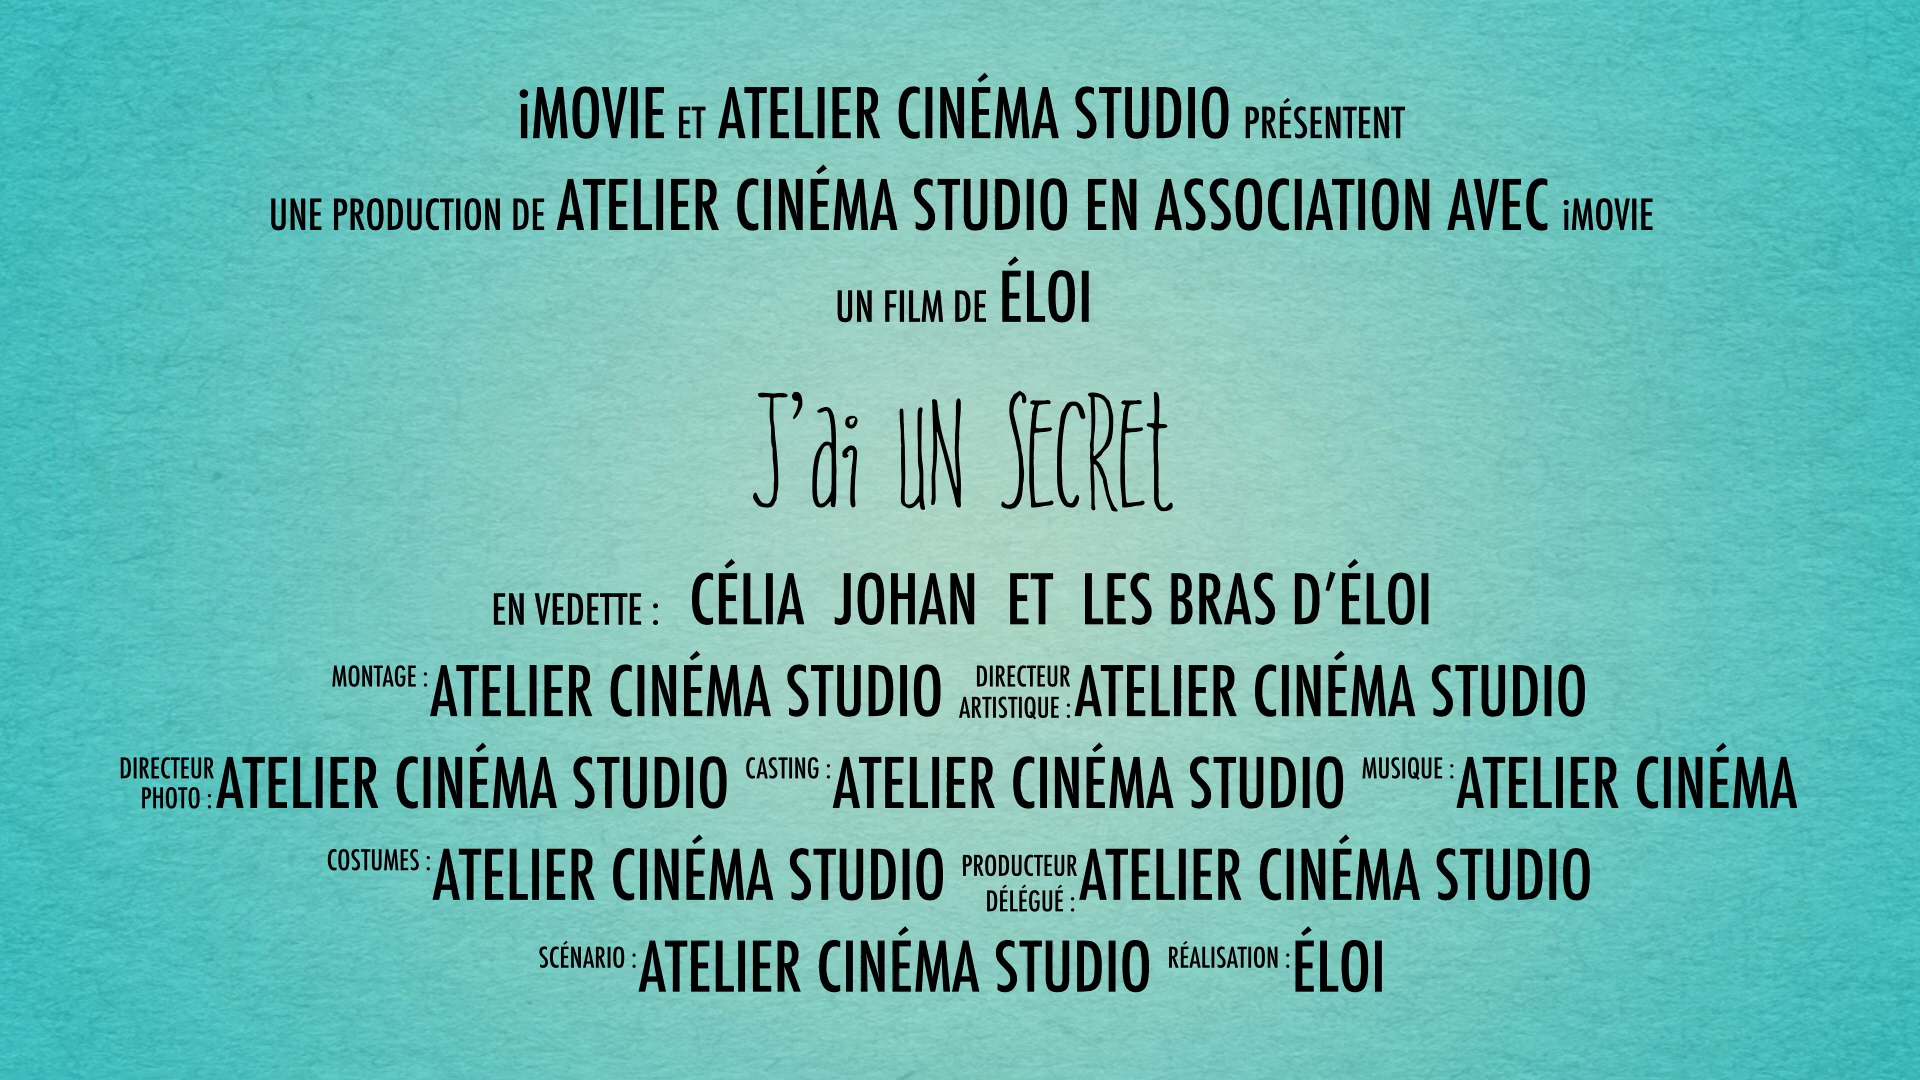 iMOVIE ET ATELIER CINÉMA STUDIO PRÉSENTENT
UNE PRODUCTION DE ATELIER CINÉMA STUDIO EN ASSOCIATION AVEC iMOVIE
UN FILM DE ÉLOI
J'ai UN SECREt
EN VEDETTE : CÉLIA JOHAN ET LES BRAS D'ÉLOI
MONTAGE : ATELIER CINÉMA STUDIO DIRECTEUR ARTISTIQUE : ATELIER CINÉMA STUDIO
DIRECTEUR PHOTO : ATELIER CINÉMA STUDIO CASTING : ATELIER CINÉMA STUDIO MUSIQUE : ATELIER CINÉMA
COSTUMES : ATELIER CINÉMA STUDIO PRODUCTEUR DÉLÉGUÉ : ATELIER CINÉMA STUDIO
SCÉNARIO : ATELIER CINÉMA STUDIO RÉALISATION : ÉLOI